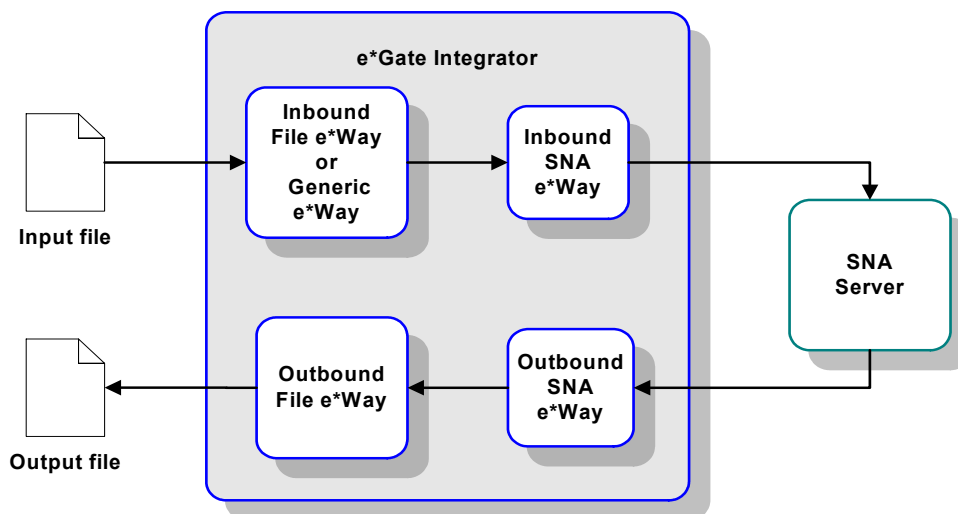 e*Gate Integrator
Inbound
File e*Way
or
Generic
e*Way
Inbound
SNA
e*Way
Input file
SNA
Server
Outbound
File e*Way
Outbound
SNA
e*Way
Output file